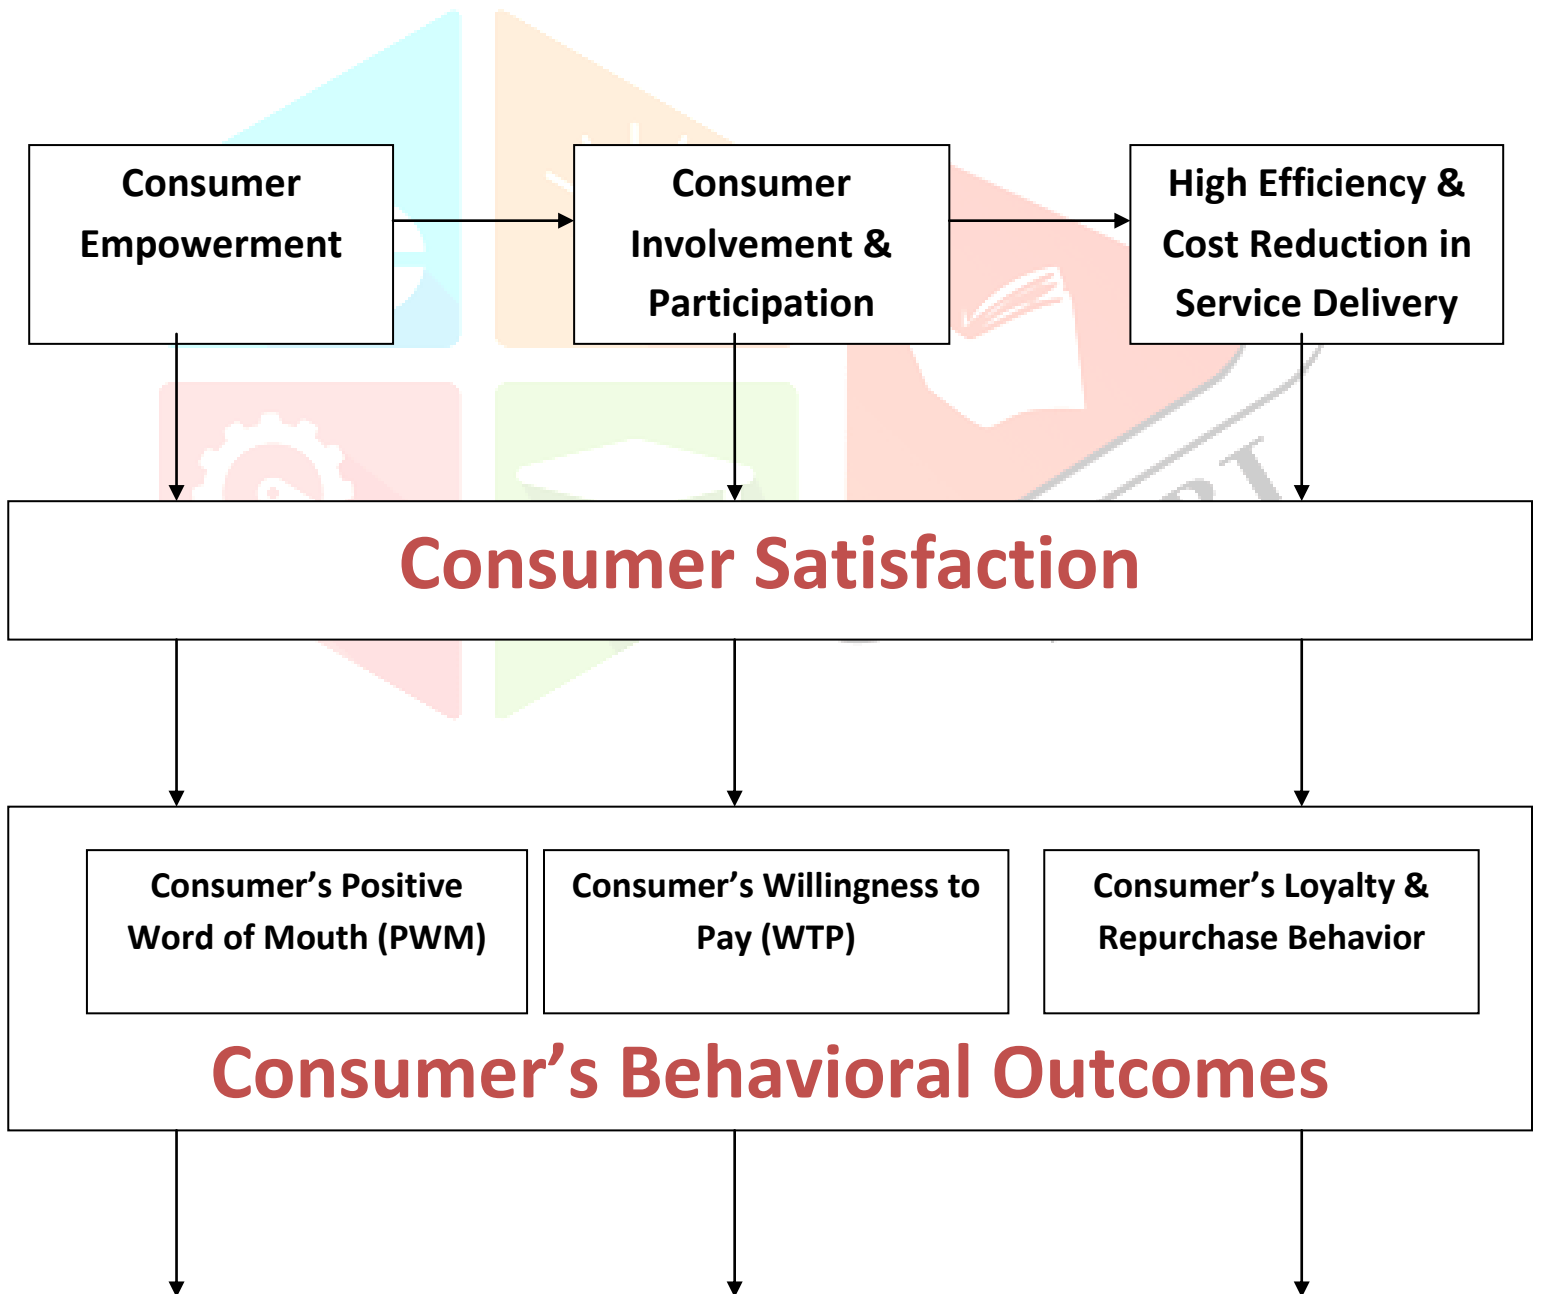 Consumer
Empowerment
Consumer
Involvement &
Participation
High Efficiency &
Cost Reduction in
Service Delivery
Consumer Satisfaction
Consumer’s Positive
Word of Mouth (PWM)
Consumer’s Willingness to
Pay (WTP)
Consumer’s Loyalty &
Repurchase Behavior
Consumer’s Behavioral Outcomes